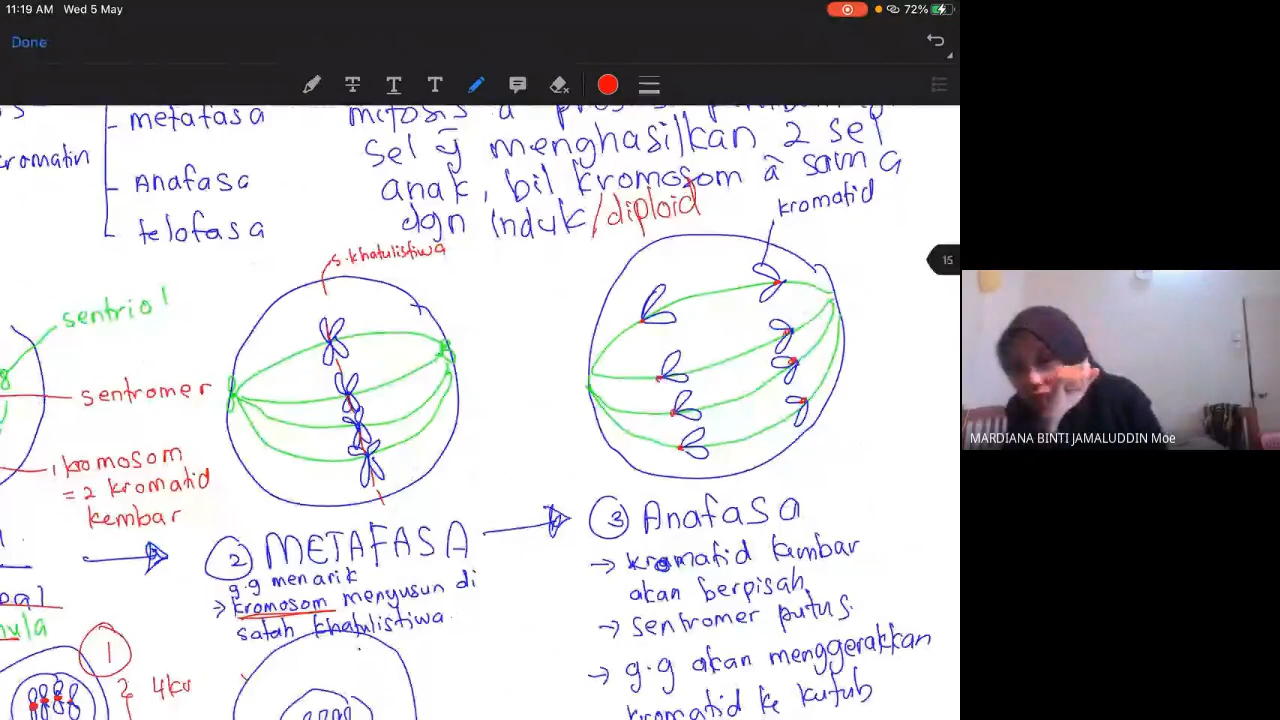 11:19 AM Wed 5 May
72%
Done
metafasa
kromatin
Anafasa
telofasa
mitosis
Sel yg menghasilkan 2 sel
anak, bil kromosom sama
dgn induk/diploid
kromatid
s.khatulistiwa
15
sentriol
sentromer
1 kromosom
= 2 kromatid
kembar
2 METAFASA
g.g menarik
→ kromosom menyusun di
satah khatulistiwa.
3 Anafasa
→ kromatid kembar
akan berpisah
→ sentromer putus.
→ g.g akan menggerakkan
kromatid ke kutub
1
MARDIANA BINTI JAMALUDDIN Moe